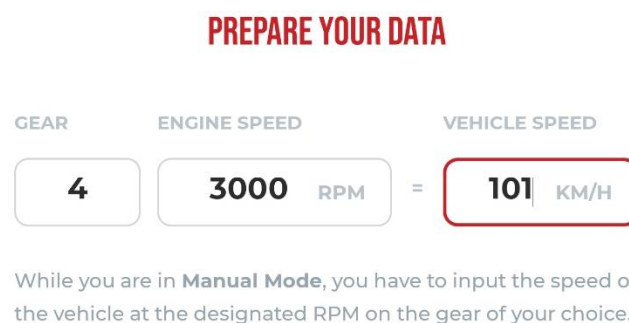 PREPARE YOUR DATA
GEAR ENGINE SPEED VEHICLE SPEED
4 3000 RPM = 101 KM/H
While you are in Manual Mode, you have to input the speed o
the vehicle at the designated RPM on the gear of your choice.